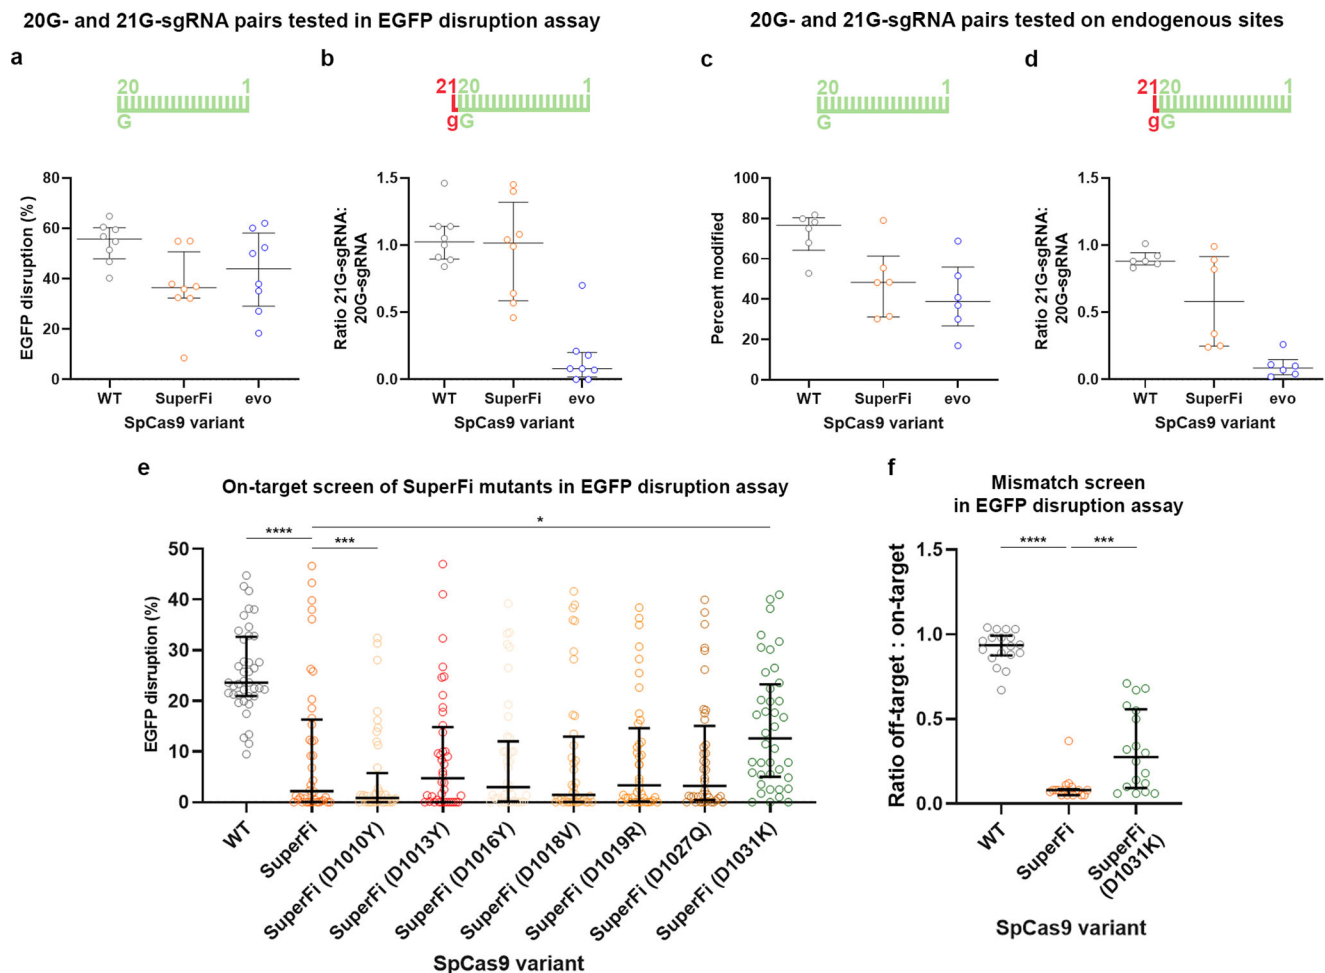 20G- and 21G-sgRNA pairs tested in EGFP disruption assay
20G- and 21G-sgRNA pairs tested on endogenous sites
a
20 1
G
EGFP disruption (%)
80
60
40
20
0
WT SuperFi evo
SpCas9 variant
b
21 20 1
g G
Ratio 21G-sgRNA:
20G-sgRNA
1.5
1.0
0.5
0.0
WT SuperFi evo
SpCas9 variant
c
20 1
G
Percent modified
100
80
60
40
20
0
WT SuperFi evo
SpCas9 variant
d
21 20 1
g G
Ratio 21G-sgRNA:
20G-sgRNA
1.5
1.0
0.5
0.0
WT SuperFi evo
SpCas9 variant
e
On-target screen of SuperFi mutants in EGFP disruption assay
*
**** ***
EGFP disruption (%)
50
40
30
20
10
0
WT
SuperFi
SuperFi (D1010Y)
SuperFi (D1013Y)
SuperFi (D1016Y)
SuperFi (D1018V)
SuperFi (D1019R)
SuperFi (D1027Q)
SuperFi (D1031K)
SpCas9 variant
f
Mismatch screen
in EGFP disruption assay
**** ***
Ratio off-target : on-target
1.5
1.0
0.5
0.0
WT
SuperFi
SuperFi
(D1031K)
SpCas9 variant